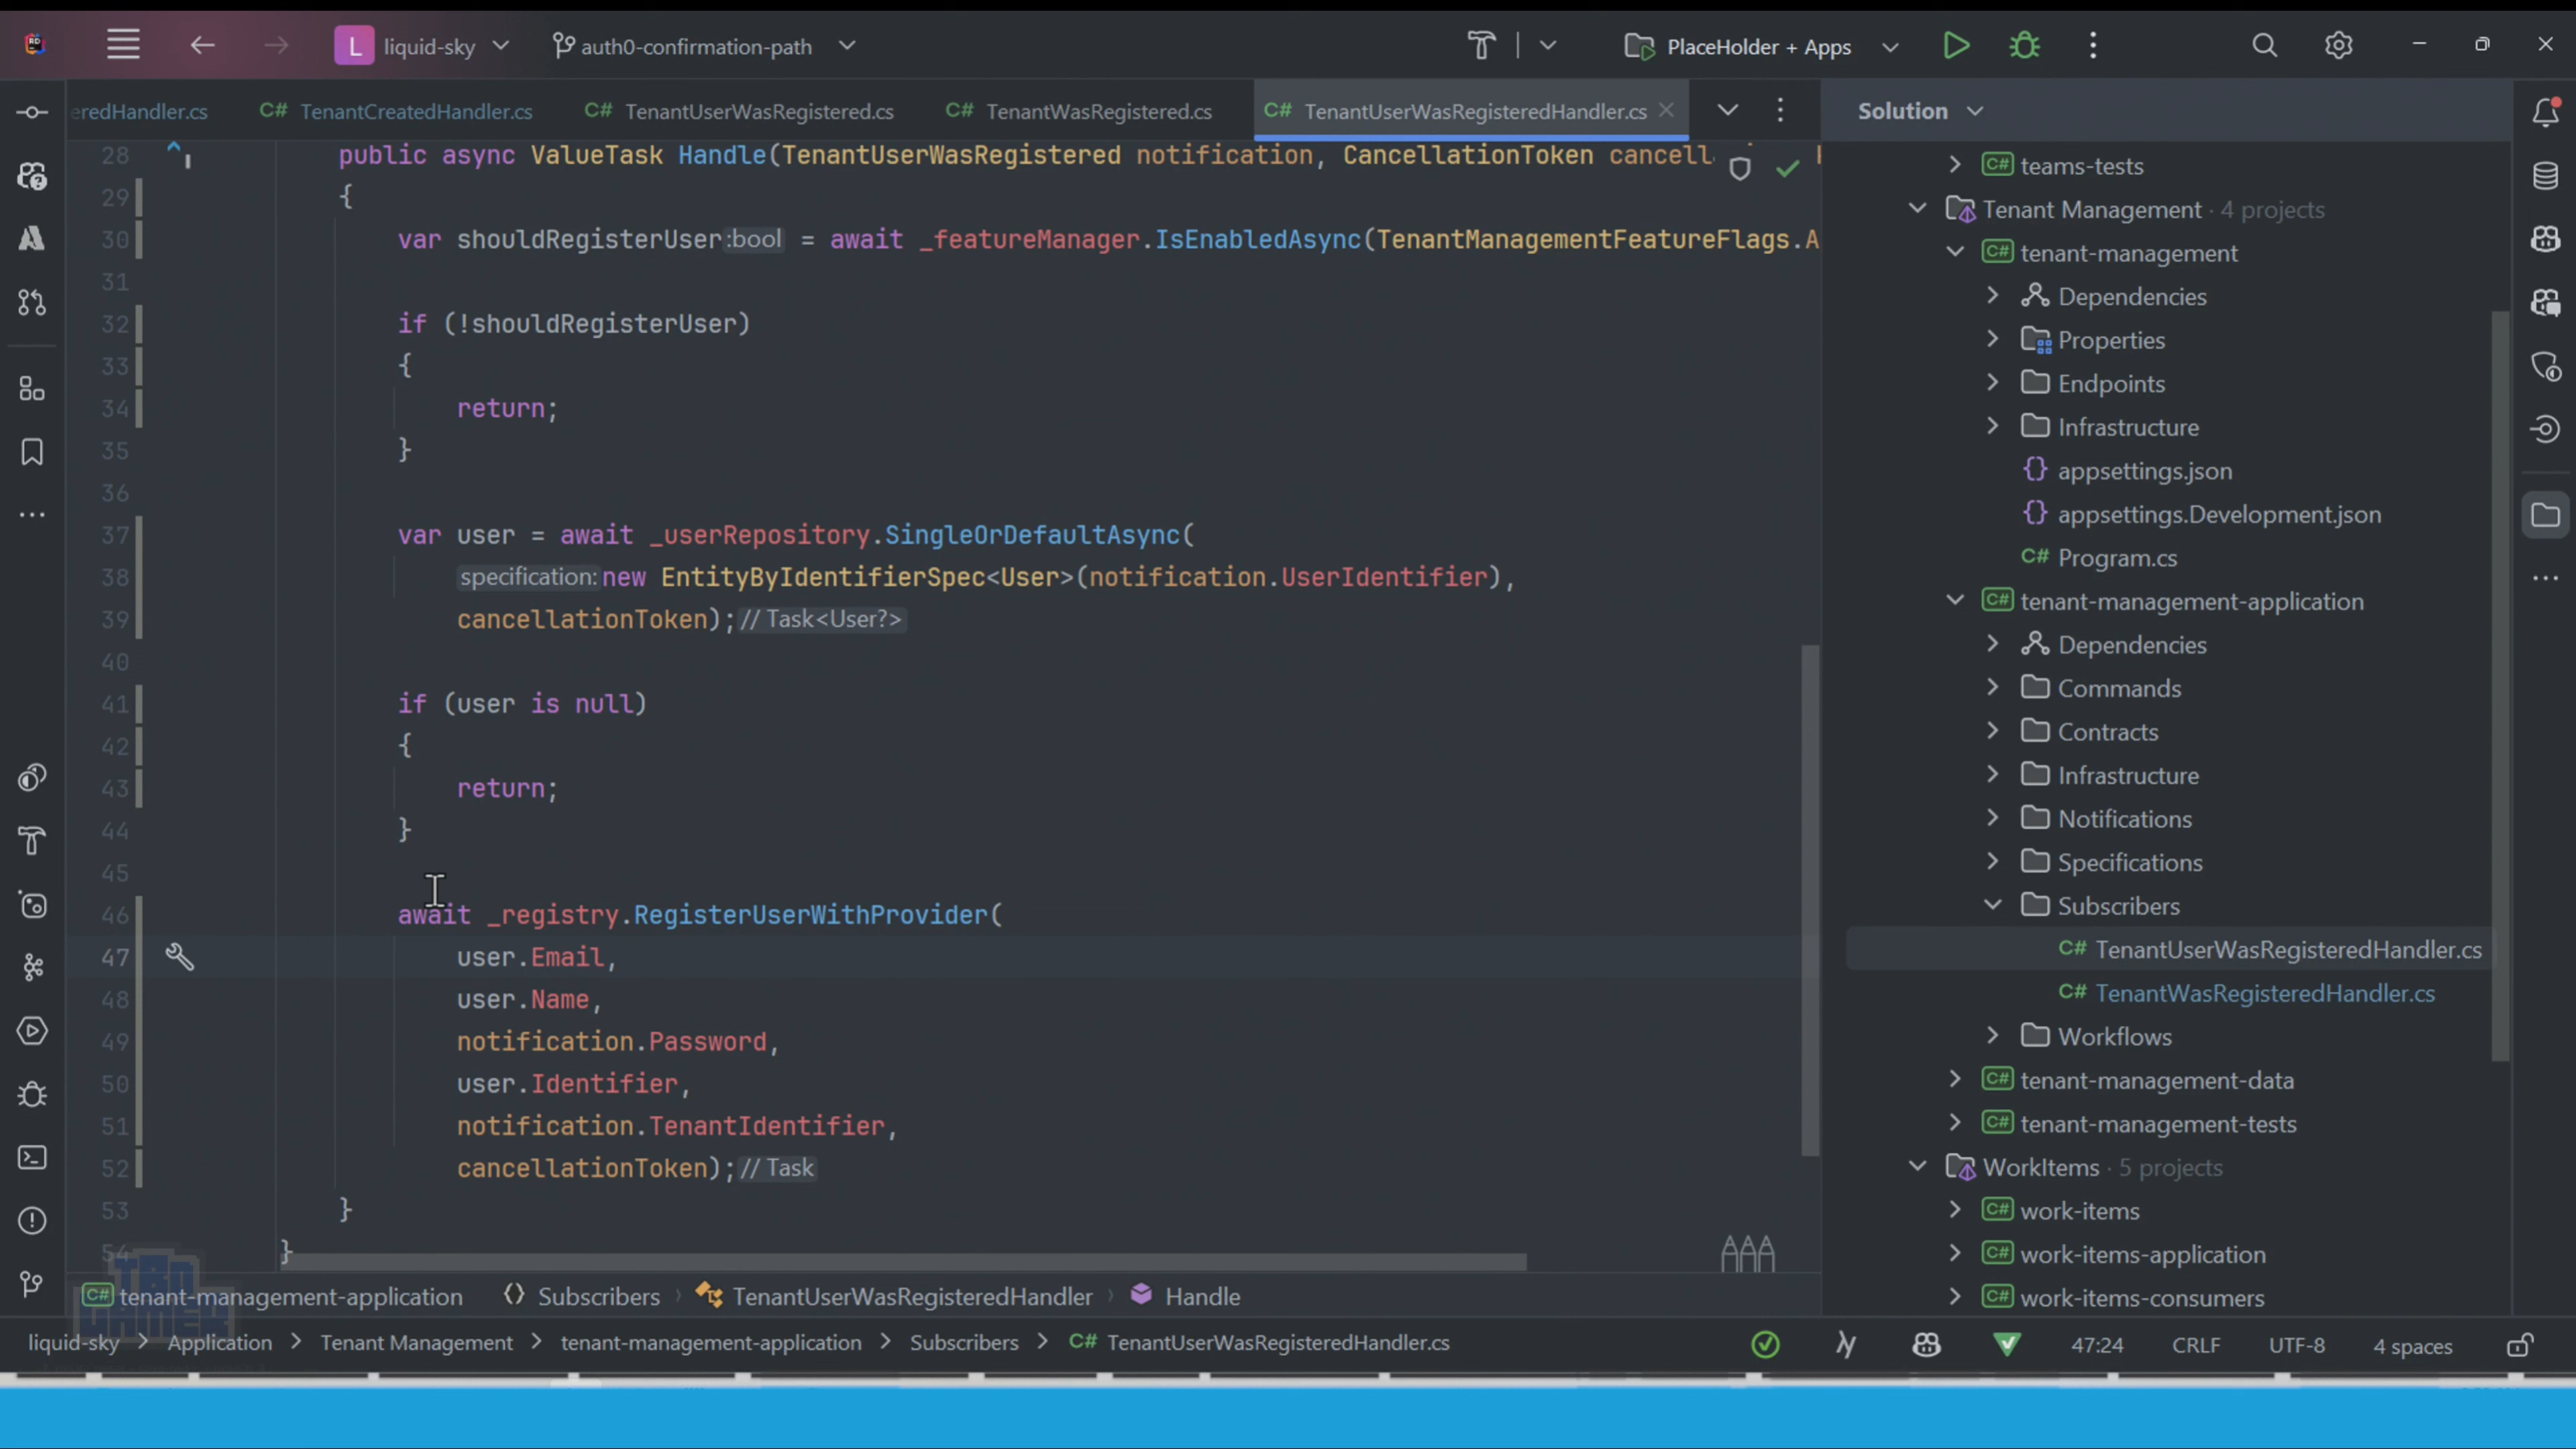 L liquid-sky auth0-confirmation-path PlaceHolder + Apps
eredHandler.cs C# TenantCreatedHandler.cs C# TenantUserWasRegistered.cs C# TenantWasRegistered.cs C# TenantUserWasRegisteredHandler.cs
28 public async ValueTask Handle(TenantUserWasRegistered notification, CancellationToken cancell
29 {
30 var shouldRegisterUser :bool = await _featureManager.IsEnabledAsync(TenantManagementFeatureFlags.A
31
32 if (!shouldRegisterUser)
33 {
34 return;
35 }
36
37 var user = await _userRepository.SingleOrDefaultAsync(
38 specification: new EntityByIdentifierSpec<User>(notification.UserIdentifier),
39 cancellationToken); // Task<User?>
40
41 if (user is null)
42 {
43 return;
44 }
45
46 await _registry.RegisterUserWithProvider(
47 user.Email,
48 user.Name,
49 notification.Password,
50 user.Identifier,
51 notification.TenantIdentifier,
52 cancellationToken); // Task
53 }
54 }
C# tenant-management-application Subscribers TenantUserWasRegisteredHandler Handle
liquid-sky Application Tenant Management tenant-management-application Subscribers C# TenantUserWasRegisteredHandler.cs 47:24 CRLF UTF-8 4 spaces
Solution
C# teams-tests
Tenant Management · 4 projects
C# tenant-management
Dependencies
Properties
Endpoints
Infrastructure
{} appsettings.json
{} appsettings.Development.json
C# Program.cs
C# tenant-management-application
Dependencies
Commands
Contracts
Infrastructure
Notifications
Specifications
Subscribers
C# TenantUserWasRegisteredHandler.cs
C# TenantWasRegisteredHandler.cs
Workflows
C# tenant-management-data
C# tenant-management-tests
WorkItems · 5 projects
C# work-items
C# work-items-application
C# work-items-consumers